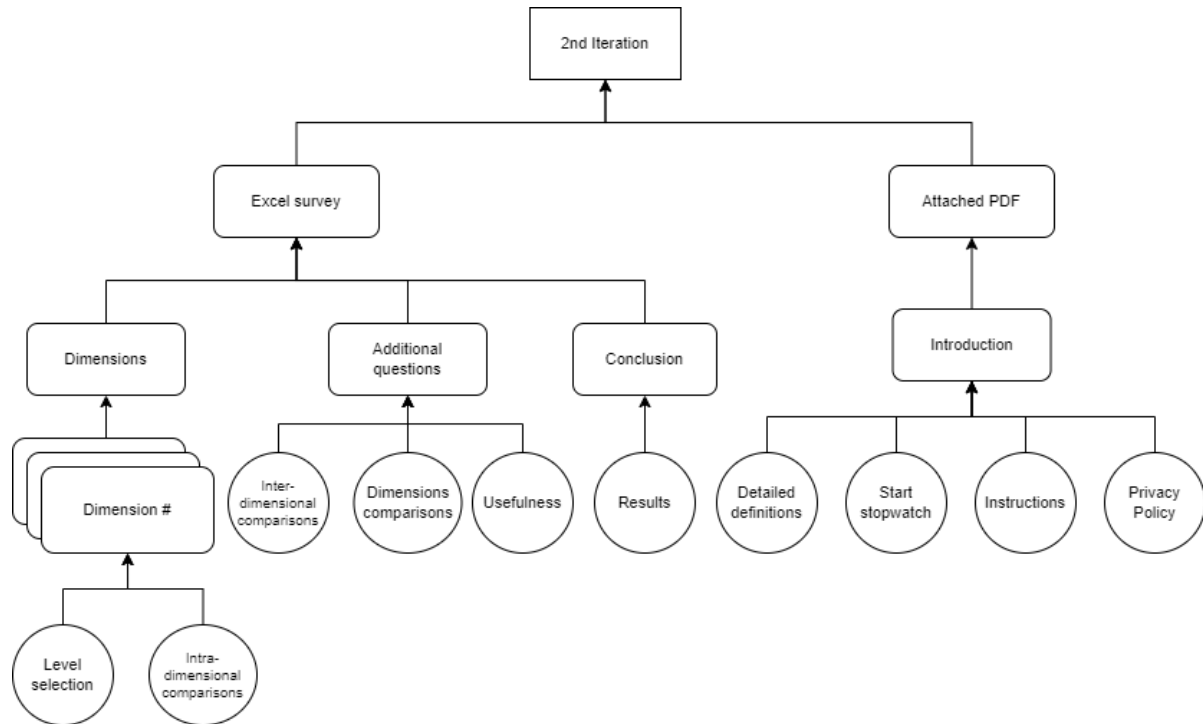 2nd Iteration
Excel survey
Attached PDF
Dimensions
Additional
questions
Conclusion
Introduction
Dimension #
Inter-
dimensional
comparisons
Dimensions
comparisons
Usefulness
Results
Detailed
definitions
Start
stopwatch
Instructions
Privacy
Policy
Level
selection
Intra-
dimensional
comparisons